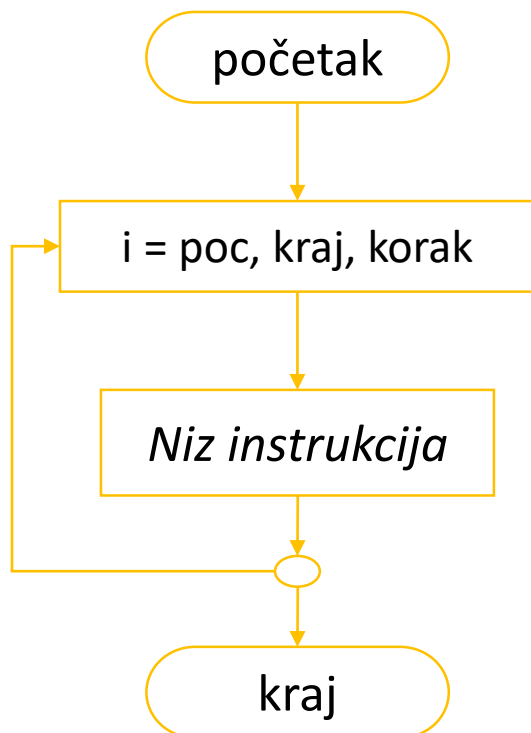 početak
i = poc, kraj, korak
Niz instrukcija
kraj